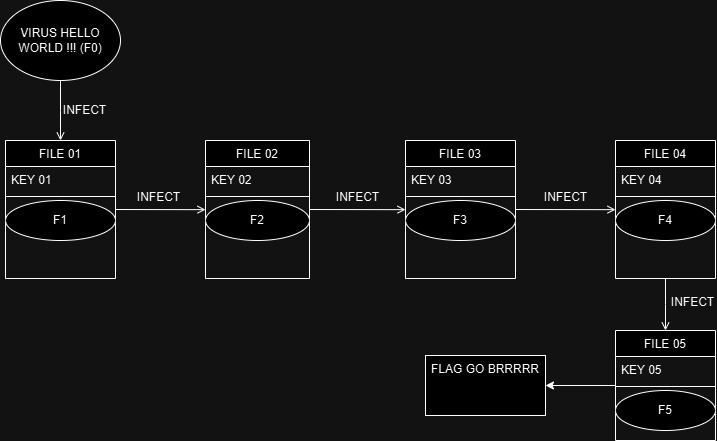 VIRUS HELLO
WORLD !!! (F0)
INFECT
FILE 01
KEY 01
F1
INFECT
FILE 02
KEY 02
F2
INFECT
FILE 03
KEY 03
F3
INFECT
FILE 04
KEY 04
F4
INFECT
FILE 05
KEY 05
F5
FLAG GO BRRRRR